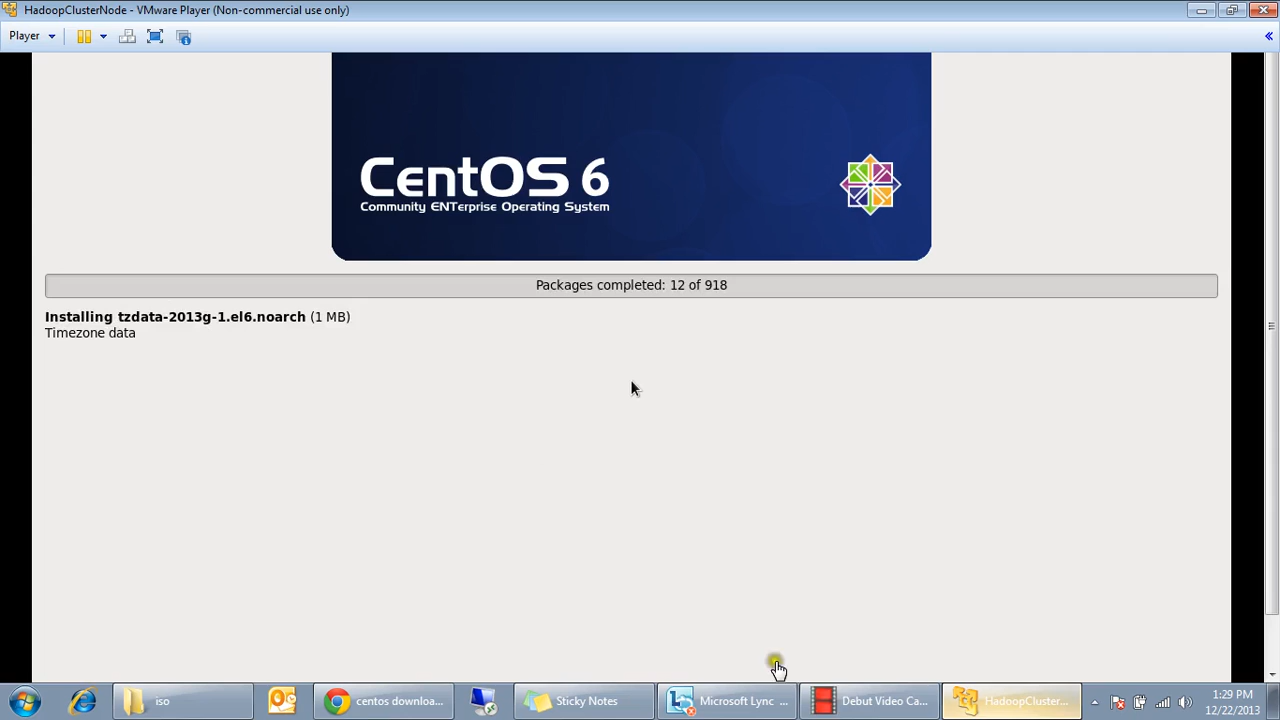 HadoopClusterNode - VMware Player (Non-commercial use only)
Player
CentOS 6
Community ENTerprise Operating System
Packages completed: 12 of 918
Installing tzdata-2013g-1.el6.noarch (1 MB)
Timezone data
iso
centos downloa...
Sticky Notes
Microsoft Lync ...
Debut Video Ca...
HadoopCluster...
1:29 PM
12/22/2013